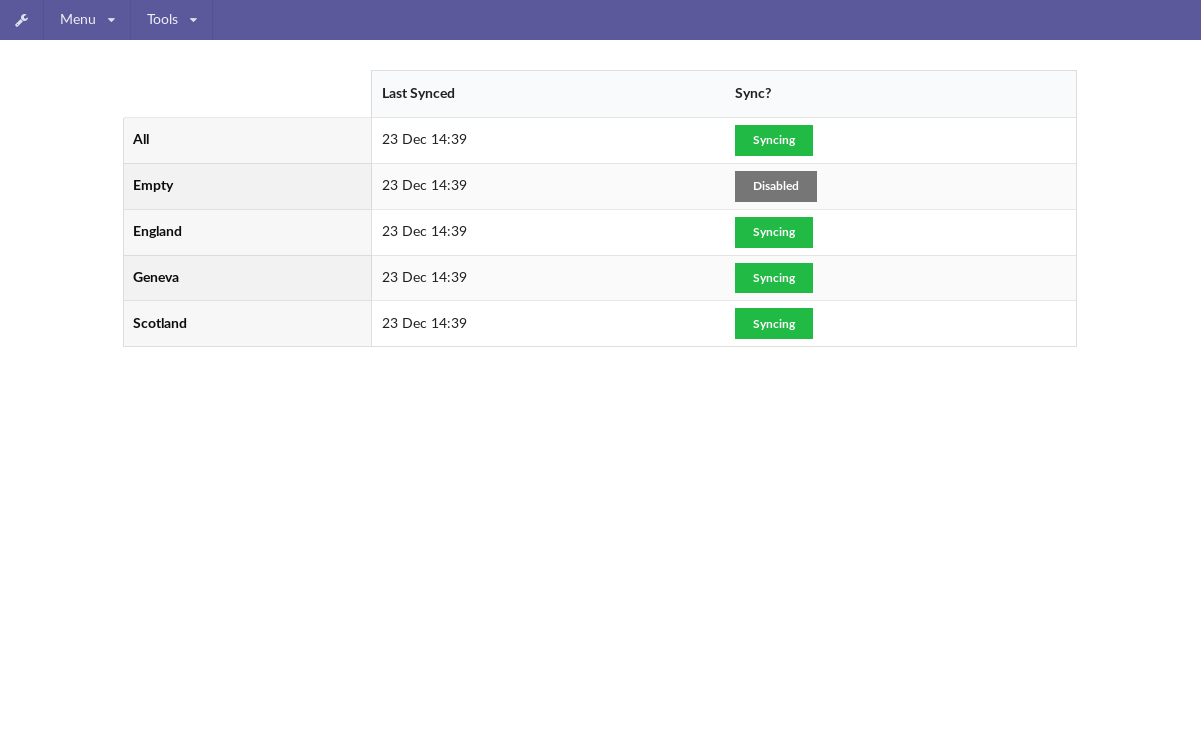 Menu Tools
Last Synced Sync?
All 23 Dec 14:39 Syncing
Empty 23 Dec 14:39 Disabled
England 23 Dec 14:39 Syncing
Geneva 23 Dec 14:39 Syncing
Scotland 23 Dec 14:39 Syncing